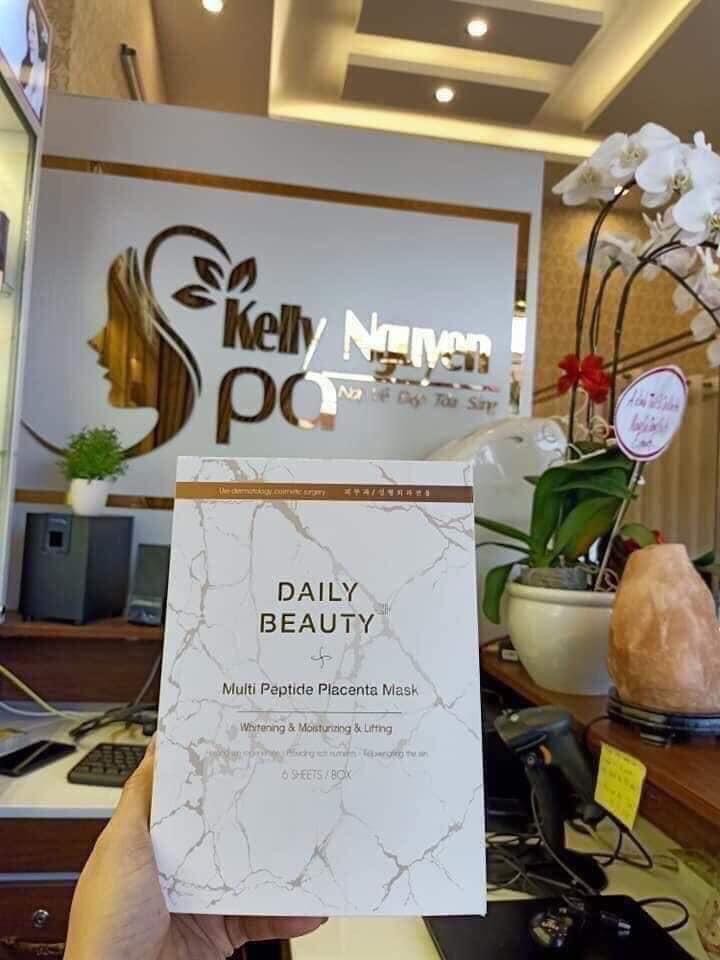 Kelly Nguyen
Spa
Use dermatology, cosmetic surgery 피부과/성형외과전용
DAILY
BEAUTY
Multi Peptide Placenta Mask
Whitening & Moisturizing & Lifting
Providing rich nutrients - Rejuvenating the skin
6 SHEETS / BOX